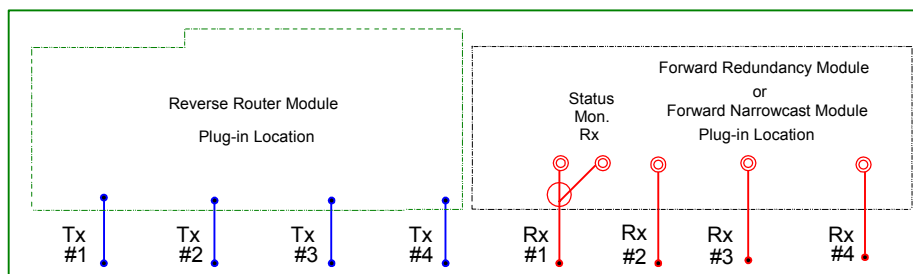 Reverse Router Module
Plug-in Location
Forward Redundancy Module
or
Forward Narrowcast Module
Plug-in Location
Status
Mon.
Rx
Tx
#1
Tx
#2
Tx
#3
Tx
#4
Rx
#1
Rx
#2
Rx
#3
Rx
#4